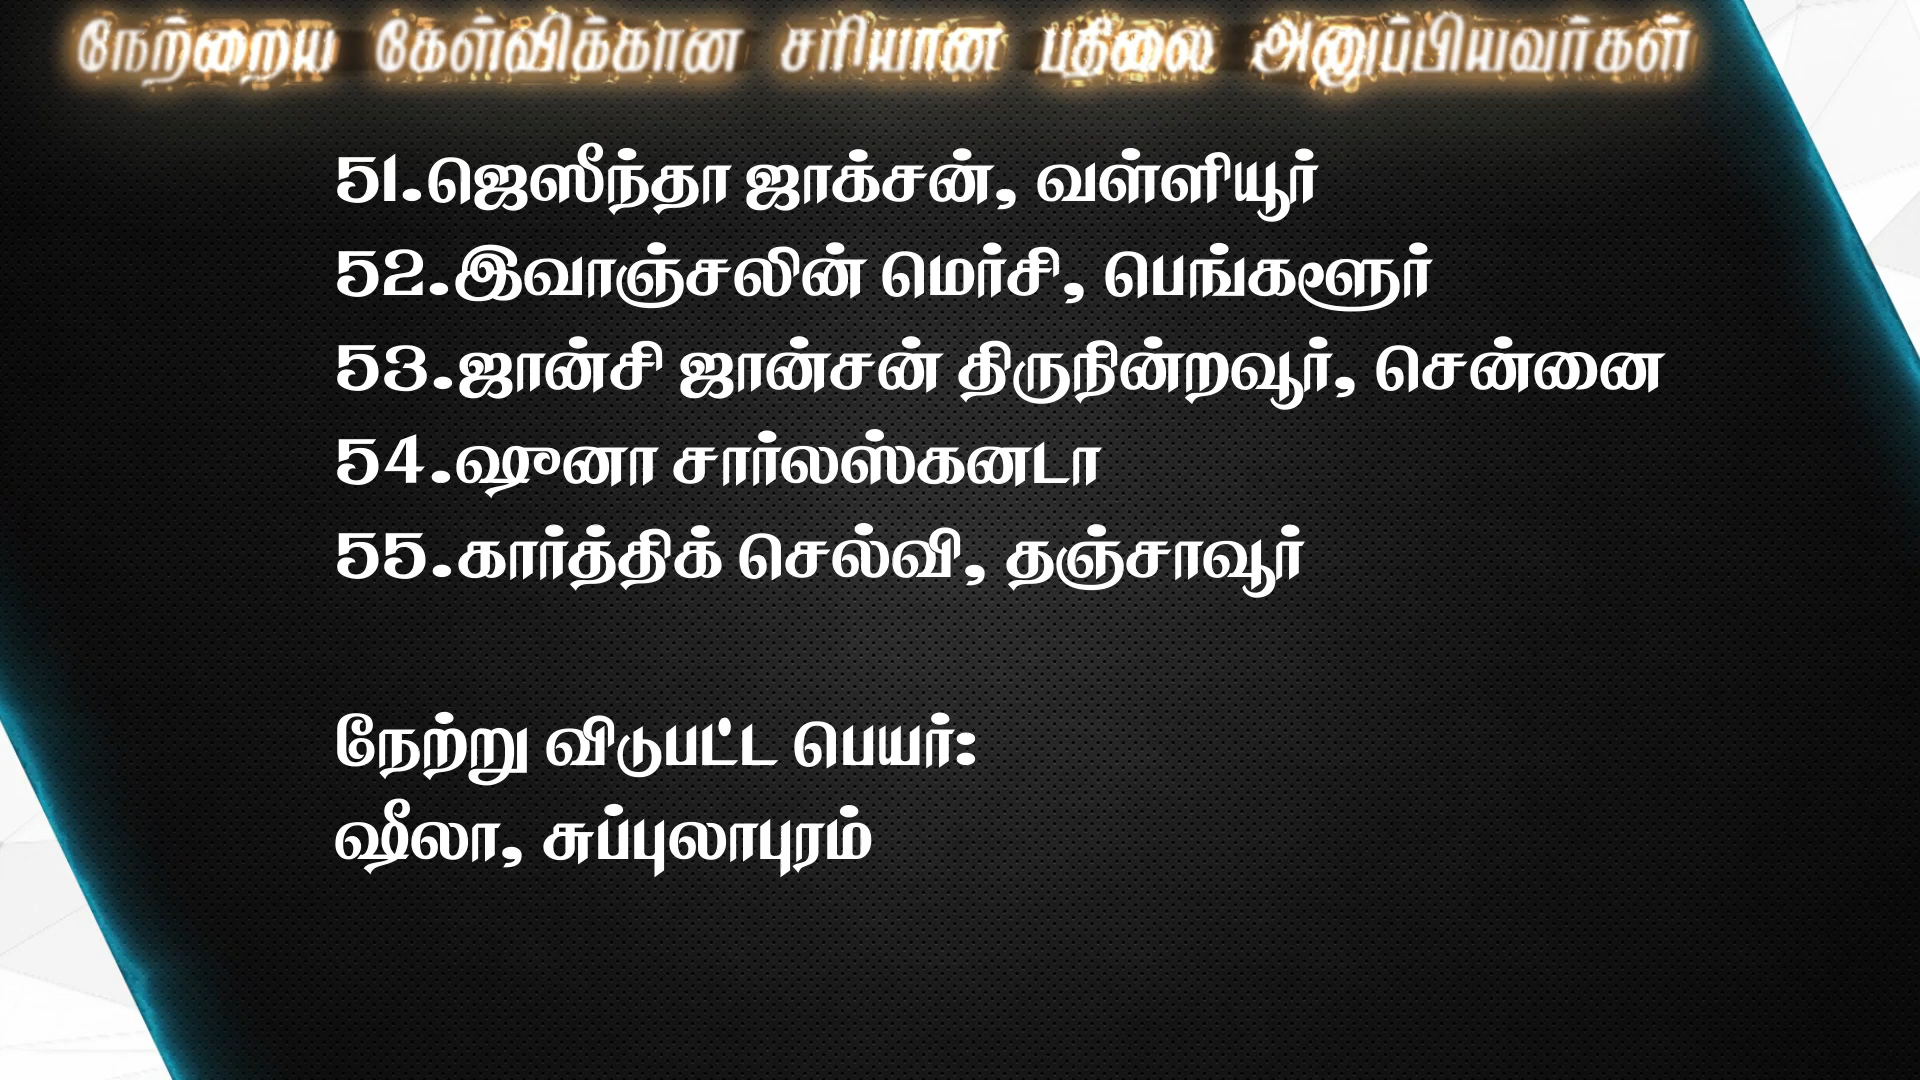 நேற்றைய கேள்விக்கான சரியான பதிலை அனுப்பியவர்கள்
51.ஜெஸீந்தா ஜாக்சன், வள்ளியூர்
52.இவாஞ்சலின் மெர்சி, பெங்களூர்
53.ஜான்சி ஜான்சன் திருநின்றவூர், சென்னை
54.ஷுனா சார்லஸ்கனடா
55.கார்த்திக் செல்வி, தஞ்சாவூர்
நேற்று விடுபட்ட பெயர்:
ஷீலா, சுப்புலாபுரம்